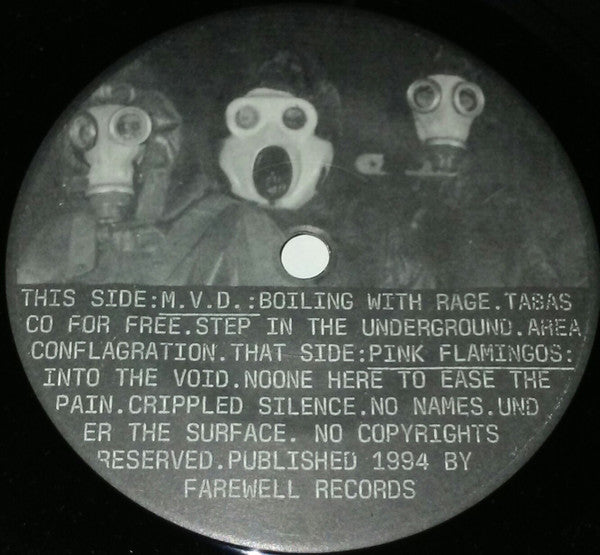 THIS SIDE:M.V.D.:BOILING WITH RAGE.TABAS
CO FOR FREE.STEP IN THE UNDERGROUND.AREA
CONFLAGRATION.THAT SIDE:PINK FLAMINGOS:
INTO THE VOID.NOONE HERE TO EASE THE
PAIN.CRIPPLED SILENCE.NO NAMES.UND
ER THE SURFACE. NO COPYRIGHTS
RESERVED.PUBLISHED 1994 BY
FAREWELL RECORDS